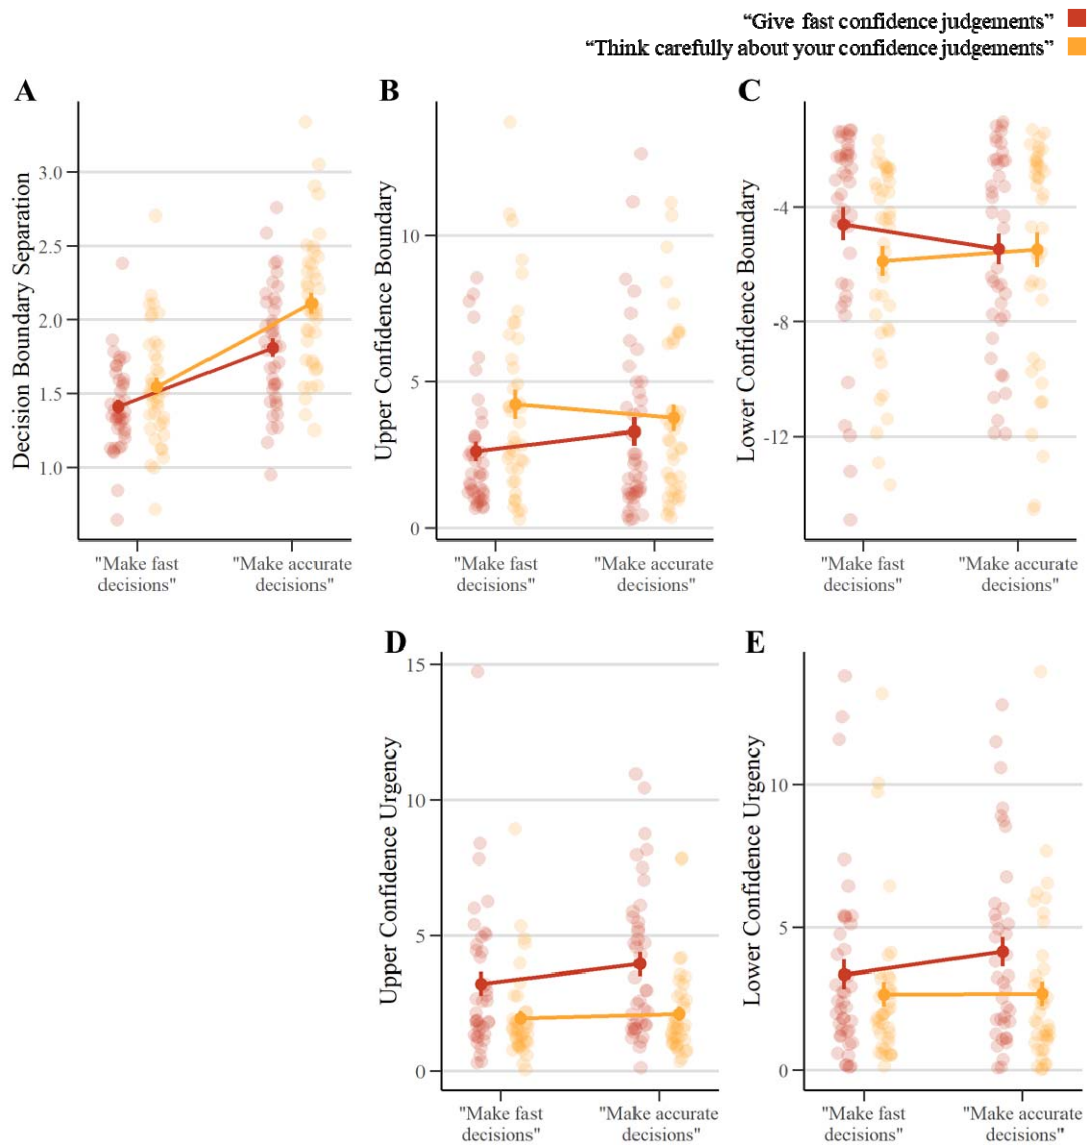 “Give fast confidence judgements”
“Think carefully about your confidence judgements”
A
Decision Boundary Separation
3.0
2.5
2.0
1.5
1.0
"Make fast
decisions"
"Make accurate
decisions"
B
Upper Confidence Boundary
10
5
0
"Make fast
decisions"
"Make accurate
decisions"
C
Lower Confidence Boundary
-4
-8
-12
"Make fast
decisions"
"Make accurate
decisions"
D
Upper Confidence Urgency
15
10
5
0
"Make fast
decisions"
"Make accurate
decisions"
E
Lower Confidence Urgency
10
5
0
"Make fast
decisions"
"Make accurate
decisions"